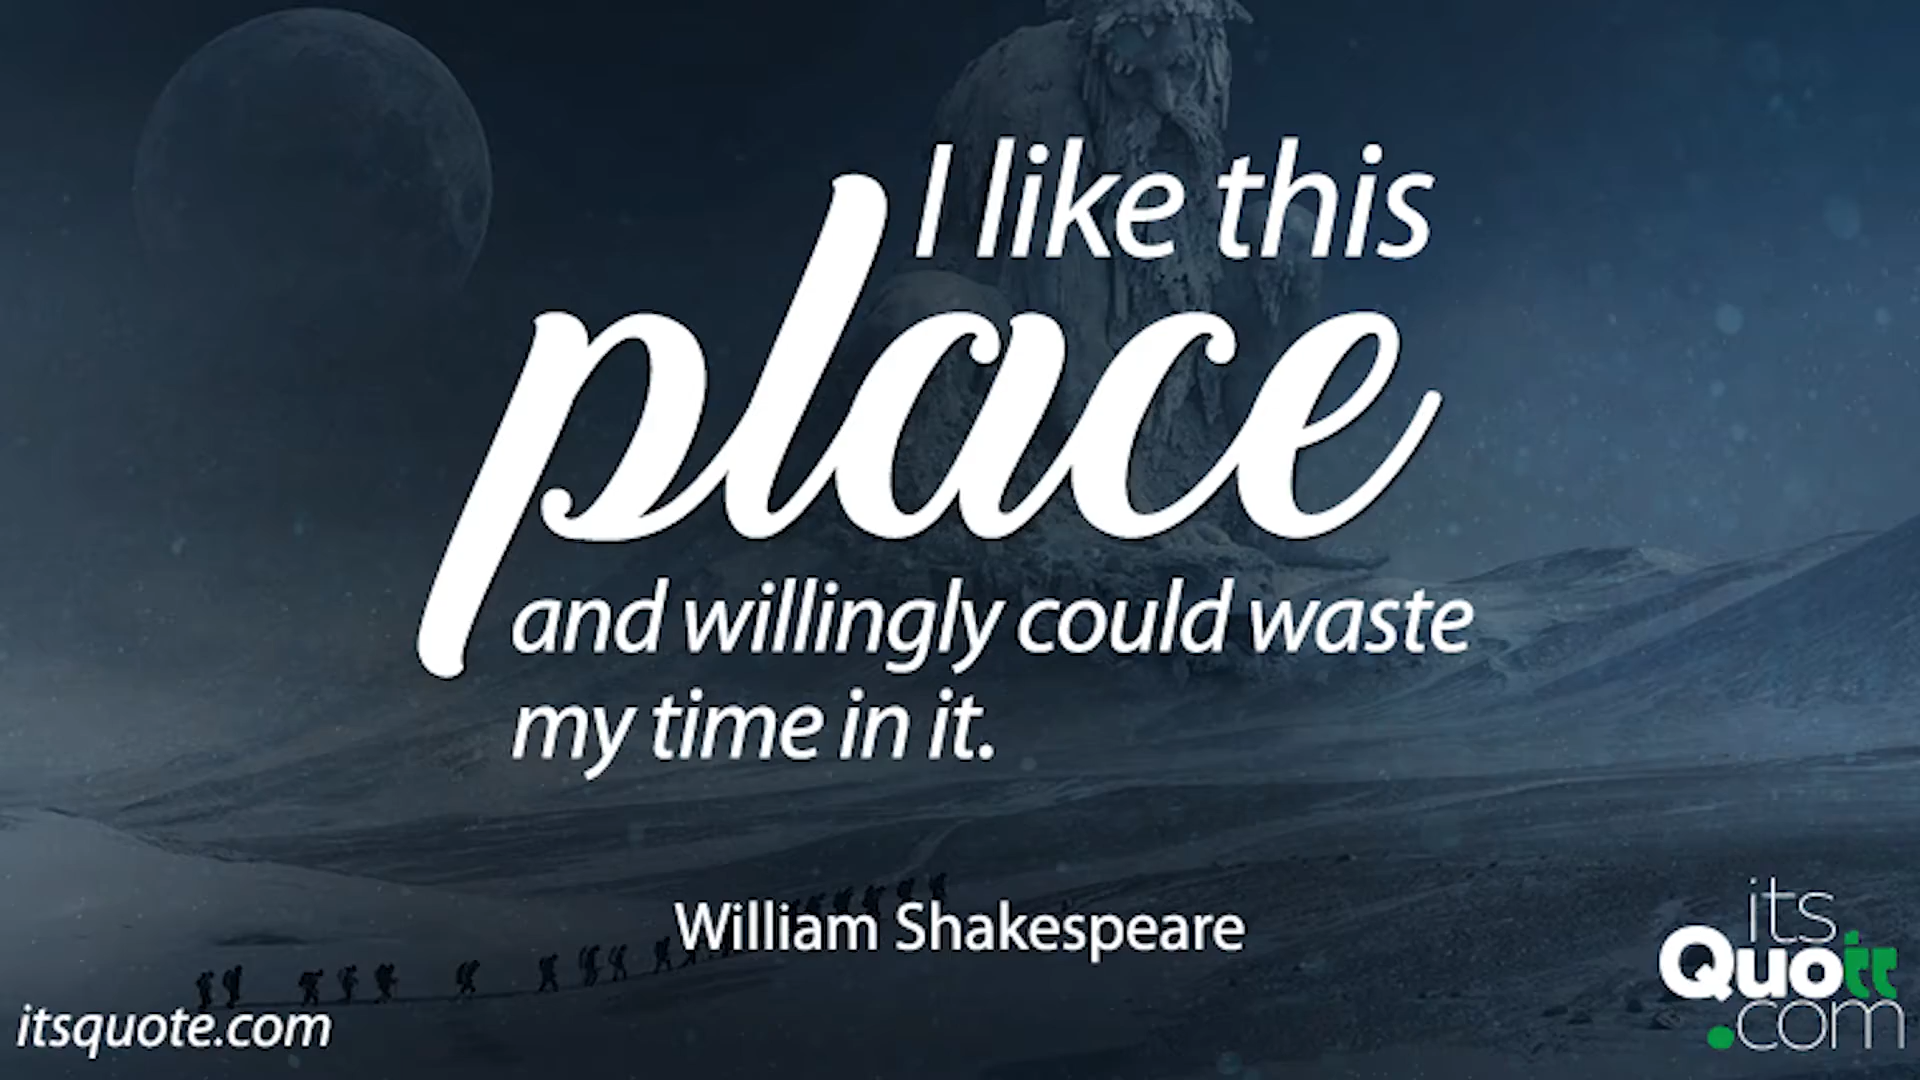 I like this
place
and willingly could waste
my time in it.
William Shakespeare
itsquote.com
its
Quott
.com